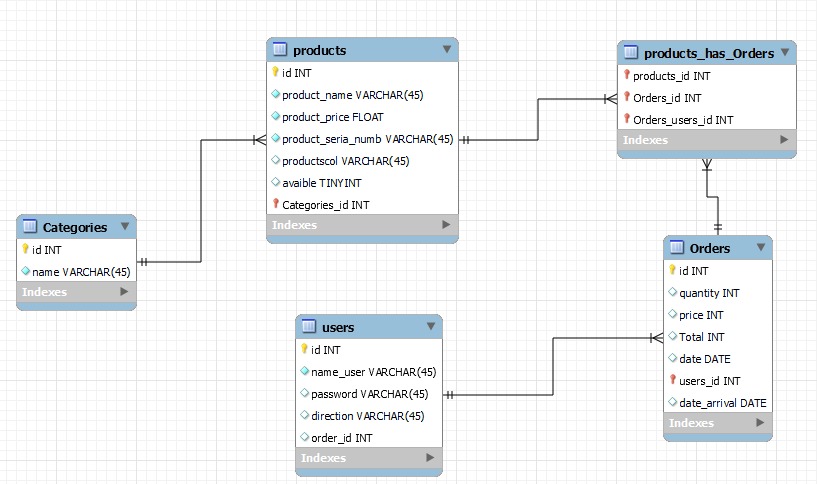 products
id INT
product_name VARCHAR(45)
product_price FLOAT
product_seria_numb VARCHAR(45)
productscol VARCHAR(45)
avaible TINYINT
Categories_id INT
Indexes
products_has_Orders
products_id INT
Orders_id INT
Orders_users_id INT
Indexes
Categories
id INT
name VARCHAR(45)
Indexes
Orders
id INT
quantity INT
price INT
Total INT
date DATE
users_id INT
date_arrival DATE
Indexes
users
id INT
name_user VARCHAR(45)
password VARCHAR(45)
direction VARCHAR(45)
order_id INT
Indexes